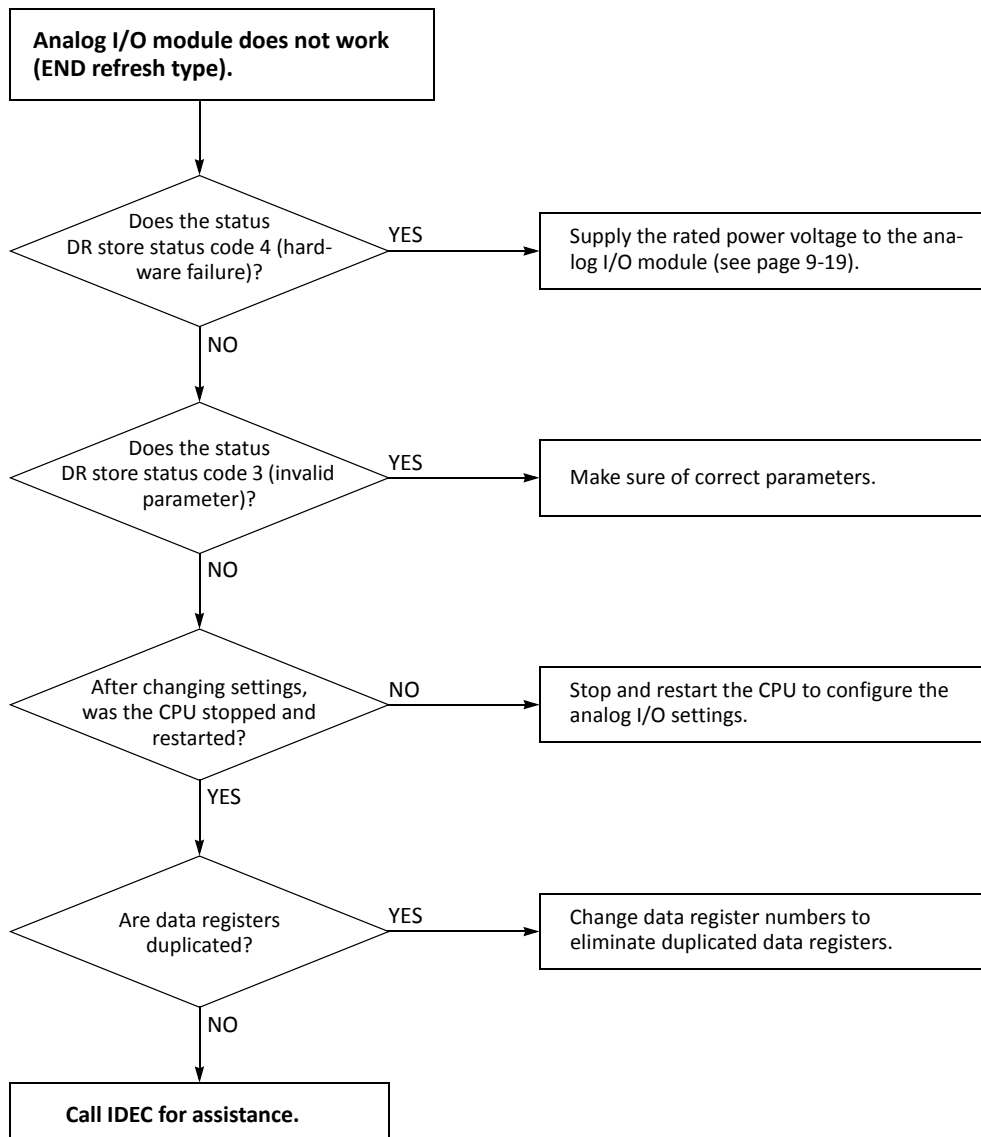 Analog I/O module does not work
(END refresh type).
Does the status
DR store status code 4 (hard-
ware failure)?
YES
Supply the rated power voltage to the ana-
log I/O module (see page 9-19).
NO
Does the status
DR store status code 3 (invalid
parameter)?
YES
Make sure of correct parameters.
NO
After changing settings,
was the CPU stopped and
restarted?
NO
Stop and restart the CPU to configure the
analog I/O settings.
YES
Are data registers
duplicated?
YES
Change data register numbers to
eliminate duplicated data registers.
NO
Call IDEC for assistance.